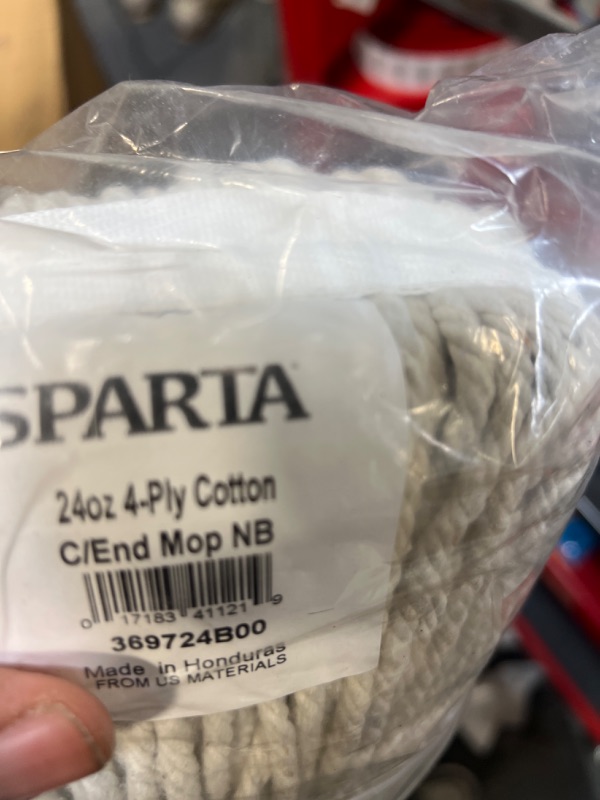 SPARTA
24oz 4-Ply Cotton
C/End Mop NB
0 17183 41121 9
369724B00
Made in Honduras
FROM US MATERIALS